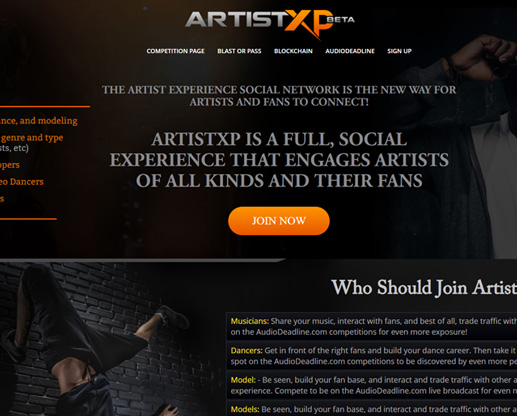 ARTISTXP BETA
COMPETITION PAGE BLAST OR PASS BLOCKCHAIN AUDIODEADLINE SIGN UP
THE ARTIST EXPERIENCE SOCIAL NETWORK IS THE NEW WAY FOR
ARTISTS AND FANS TO CONNECT!
ance, and modeling
genre and type
sts, etc)
opers
eo Dancers
s
ARTISTXP IS A FULL, SOCIAL
EXPERIENCE THAT ENGAGES ARTISTS
OF ALL KINDS AND THEIR FANS
JOIN NOW
Who Should Join Artist
Musicians: Share your music, interact with fans, and best of all, trade traffic with
on the AudioDeadline.com competitions for even more exposure!
Dancers: Get in front of the right fans and build your dance career. Then take it
spot on the AudioDeadline.com competitions to be discovered by even more pe
Model: - Be seen, build your fan base, and interact and trade traffic with other a
experience. Compete to be on the AudioDeadline.com live broadcast for even m
Models: Be seen, build your fan base, and interact and trade traffic with other a